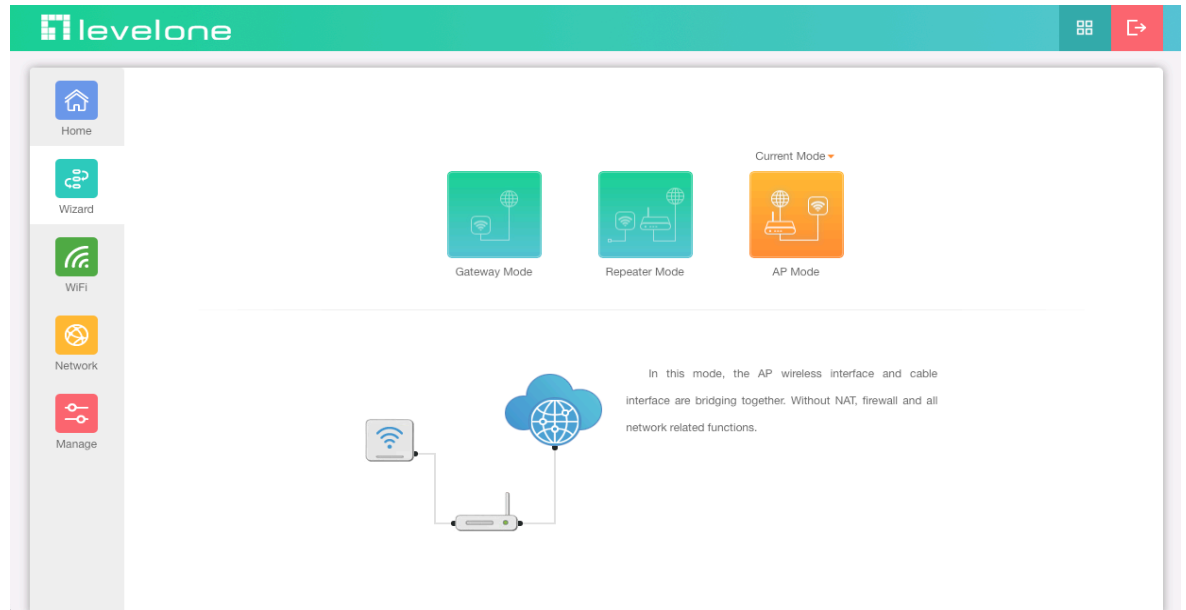 levelone
Home
Wizard
WiFi
Network
Manage
Current Mode
Gateway Mode
Repeater Mode
AP Mode
In this mode, the AP wireless interface and cable
interface are bridging together. Without NAT, firewall and all
network related functions.